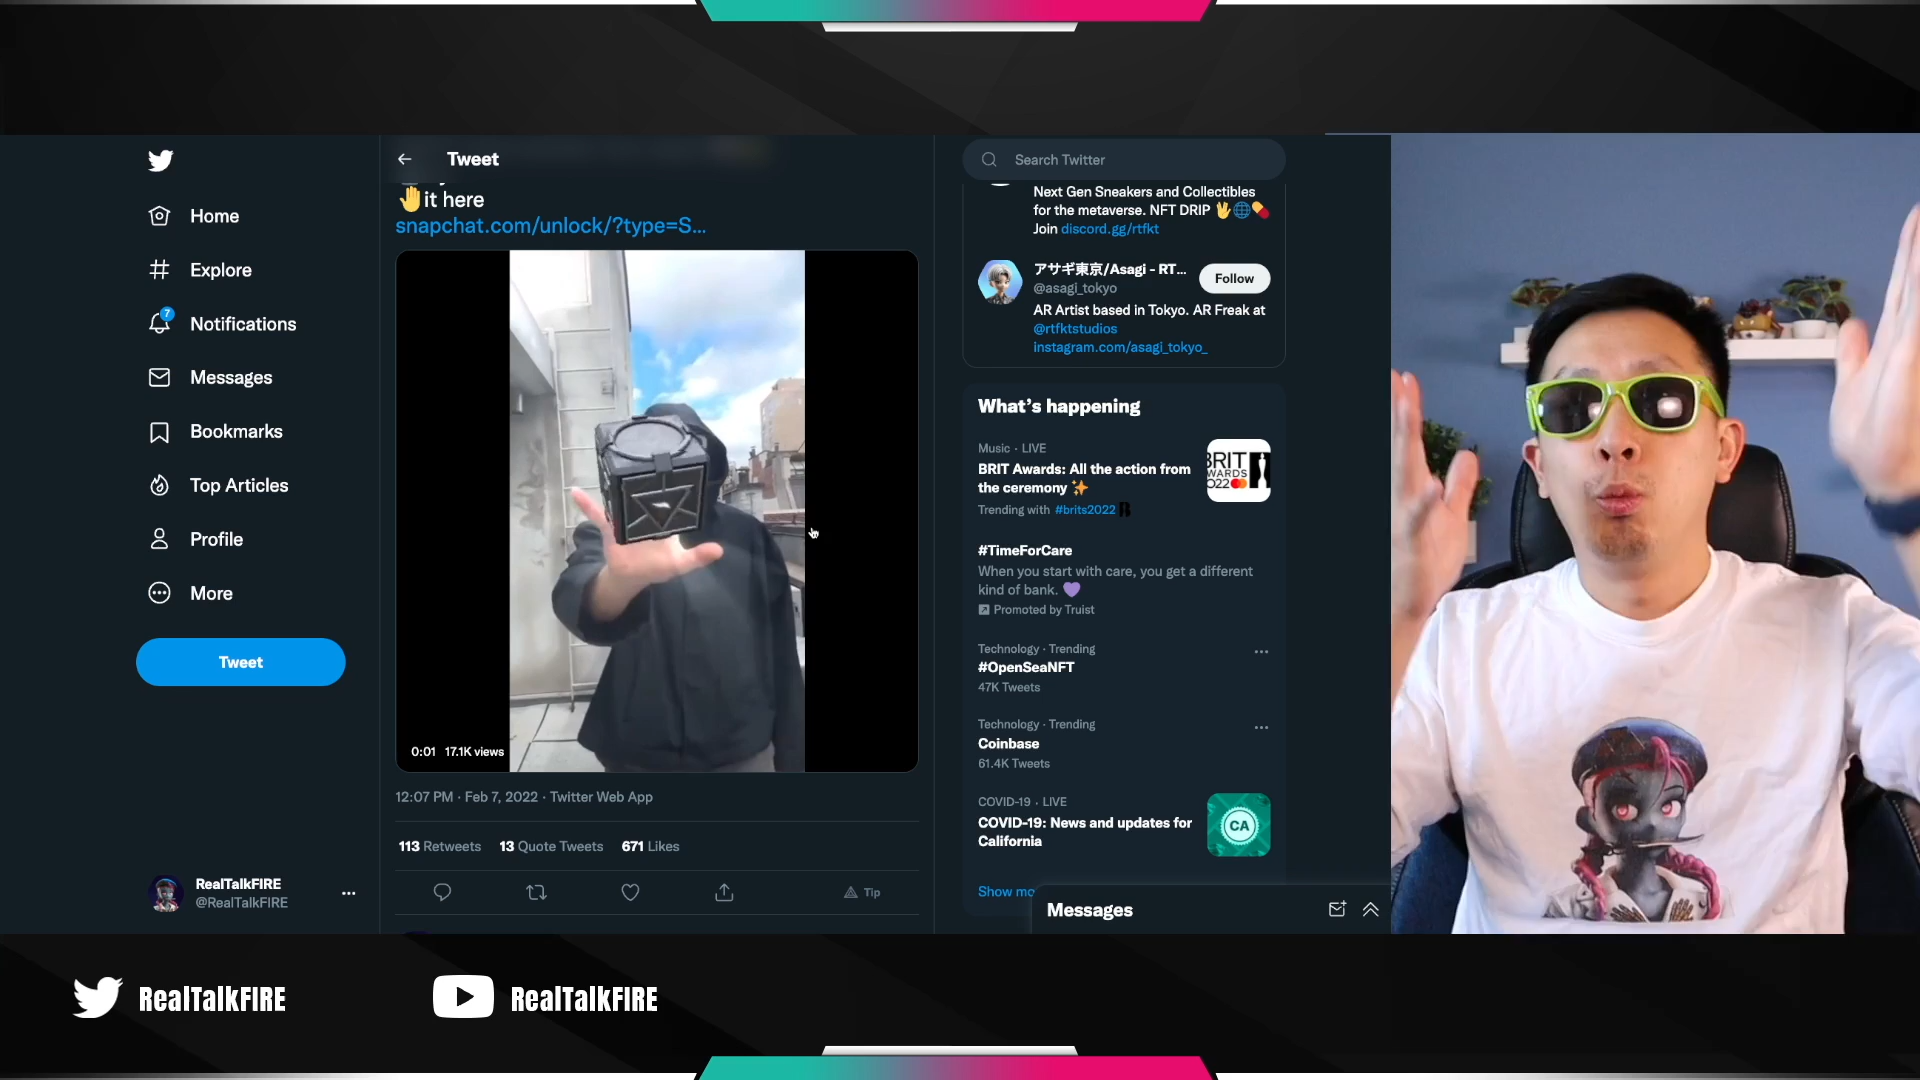 Home
Explore
7
Notifications
Messages
Bookmarks
Top Articles
Profile
More
Tweet
RealTalkFIRE
@RealTalkFIRE
Tweet
🤚it here
snapchat.com/unlock/?type=S...
0:01 17.1K views
12:07 PM · Feb 7, 2022 · Twitter Web App
113 Retweets 13 Quote Tweets 671 Likes
Tip
Search Twitter
Next Gen Sneakers and Collectibles
for the metaverse. NFT DRIP 🖖🌐💊
Join discord.gg/rtfkt
アサギ東京/Asagi - RT...
@asagi_tokyo
Follow
AR Artist based in Tokyo. AR Freak at
@rtfktstudios
instagram.com/asagi_tokyo_
What's happening
Music · LIVE
BRIT Awards: All the action from
the ceremony ✨
Trending with #brits2022
#TimeForCare
When you start with care, you get a different
kind of bank. 💜
Promoted by Truist
Technology · Trending
#OpenSeaNFT
47K Tweets
Technology · Trending
Coinbase
61.4K Tweets
COVID-19 · LIVE
COVID-19: News and updates for
California
CA
Show mo
Messages
RealTalkFIRE
RealTalkFIRE